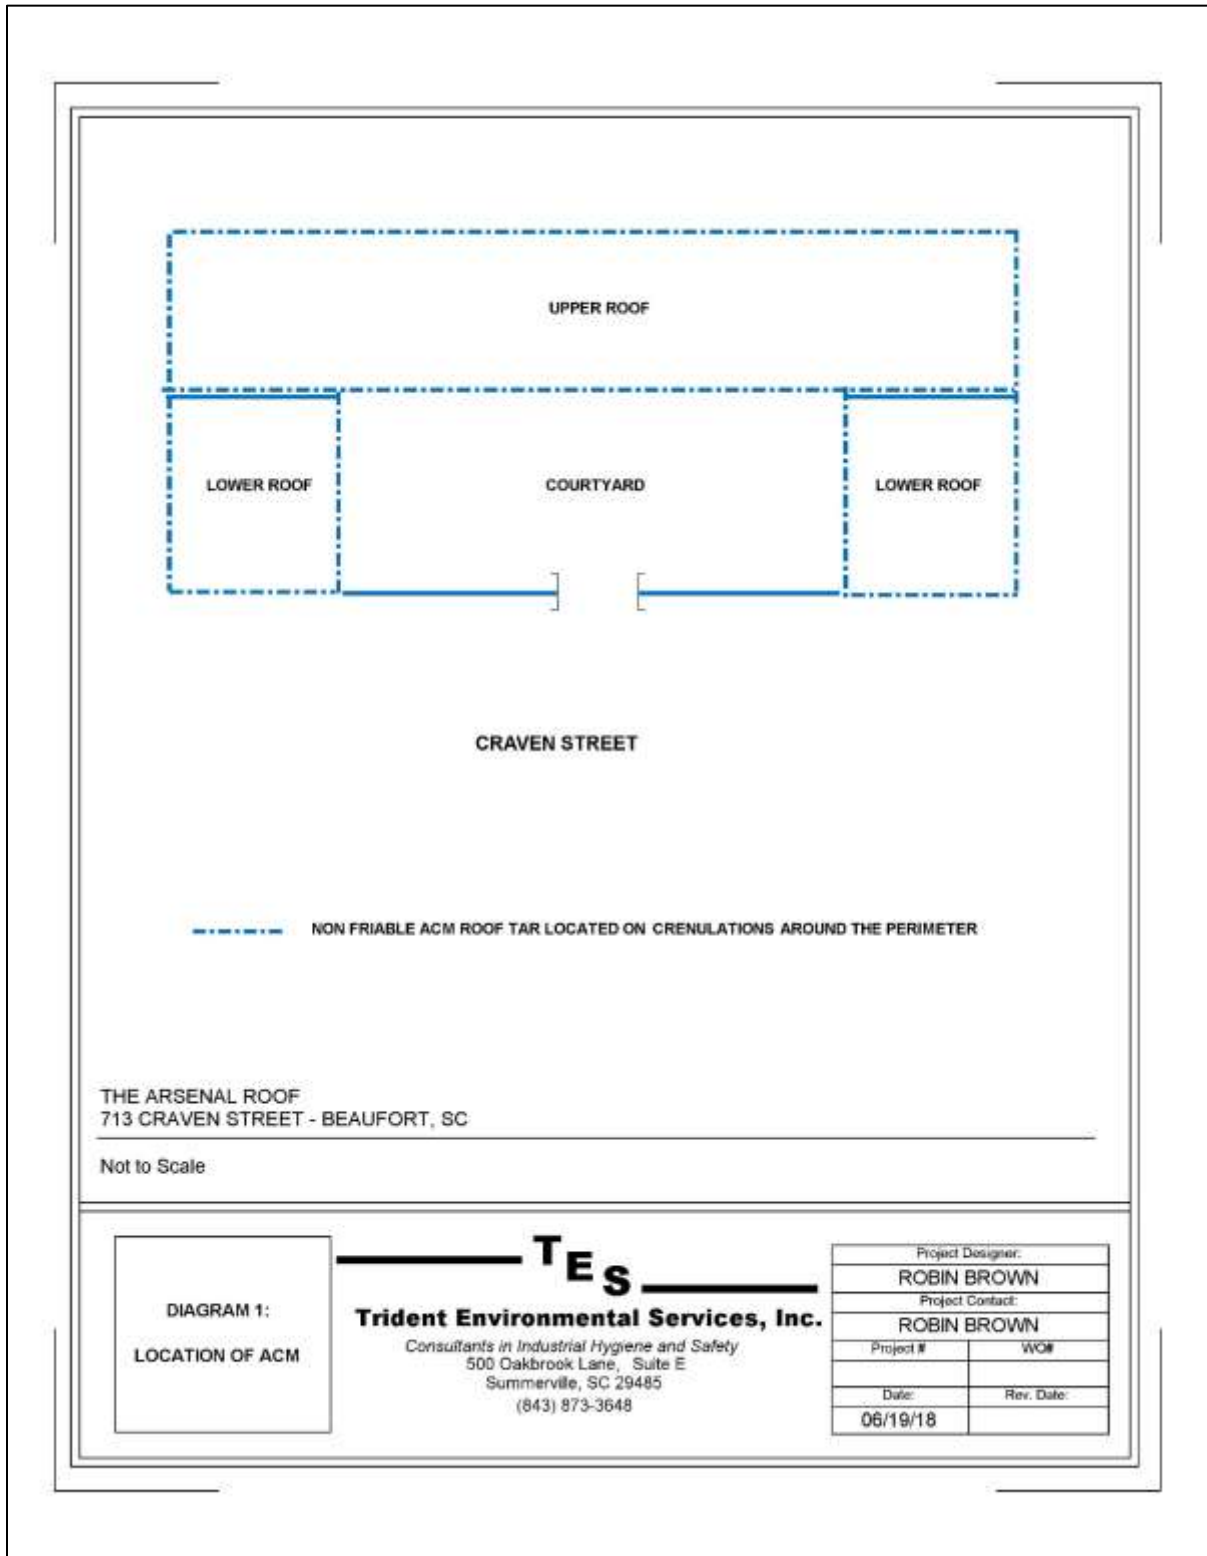 UPPER ROOF
LOWER ROOF
COURTYARD
LOWER ROOF
CRAVEN STREET
NON FRIABLE ACM ROOF TAR LOCATED ON CRENULATIONS AROUND THE PERIMETER
THE ARSENAL ROOF
713 CRAVEN STREET - BEAUFORT, SC
Not to Scale
DIAGRAM 1:
LOCATION OF ACM
TES
Trident Environmental Services, Inc.
Consultants in Industrial Hygiene and Safety
500 Oakbrook Lane, Suite E
Summerville, SC 29485
(843) 873-3648
Project Designer:
ROBIN BROWN
Project Contact:
ROBIN BROWN
Project # WO#
Date: Rev. Date:
06/19/18